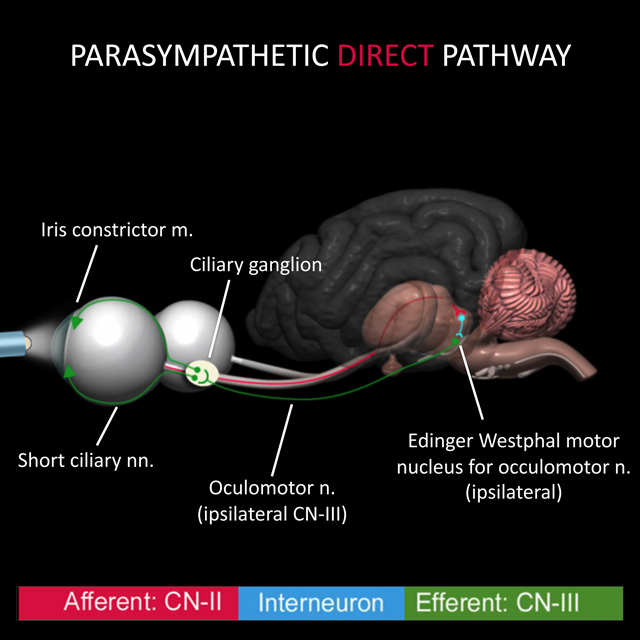 PARASYMPATHETIC DIRECT PATHWAY
Iris constrictor m.
Ciliary ganglion
Short ciliary nn.
Oculomotor n.
(ipsilateral CN-III)
Edinger Westphal motor
nucleus for occulomotor n.
(ipsilateral)
Afferent: CN-II Interneuron Efferent: CN-III